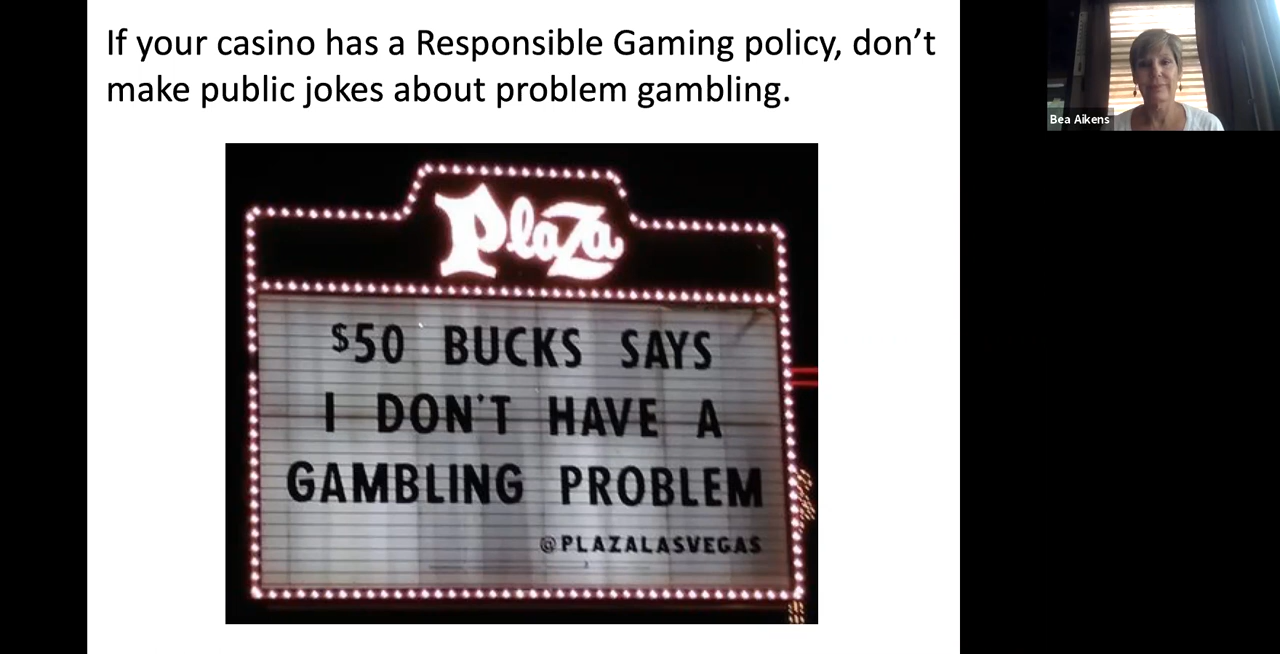 If your casino has a Responsible Gaming policy, don’t
make public jokes about problem gambling.
Bea Aikens
Plaza
$50 BUCKS SAYS
I DON'T HAVE A
GAMBLING PROBLEM
@PLAZALASVEGAS